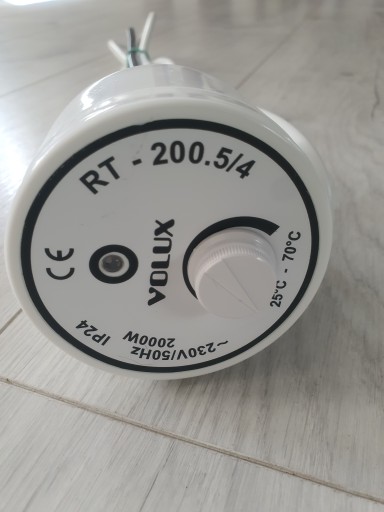 RT - 200.5/4
CE
VOLUX
25°C - 70°C
~230V/50Hz
2000W
IP24